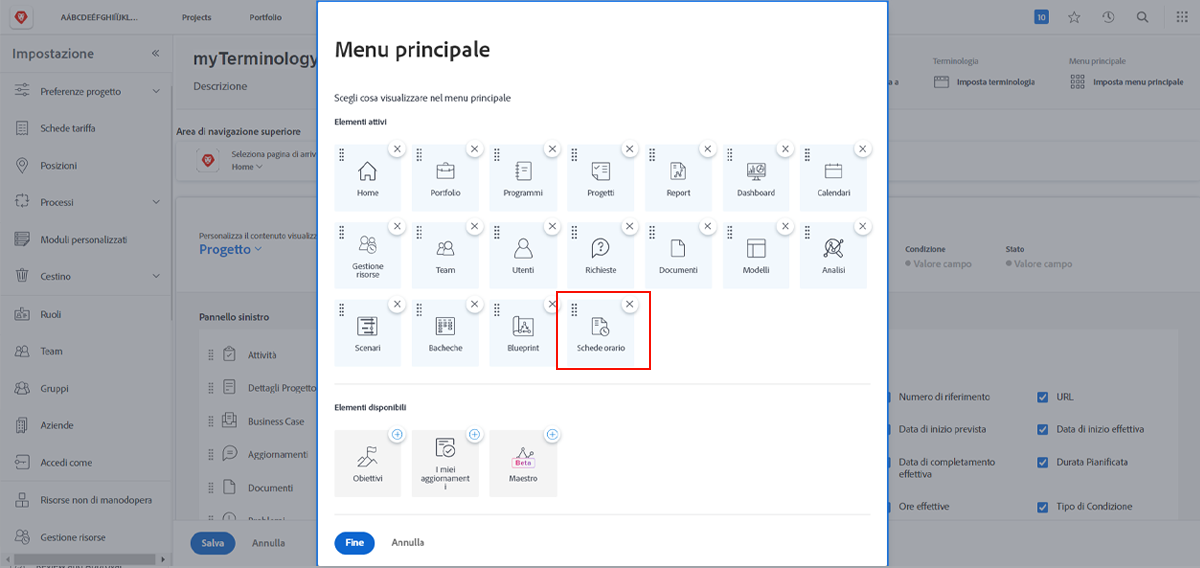 AÁBCDEÉFGHIÍJKL...
Projects
Portfolio
10
Impostazione
Preferenze progetto
Schede tariffa
Posizioni
Processi
Moduli personalizzati
Cestino
Ruoli
Team
Gruppi
Aziende
Accedi come
Risorse non di manodopera
Gestione risorse
myTerminology
Descrizione
Area di navigazione superiore
Seleziona pagina di arriv
Home
Personalizza il contenuto visualiz
Progetto
Pannello sinistro
Attività
Dettagli Progetto
Business Case
Aggiornamenti
Documenti
Problemi
Salva
Annulla
Menu principale
Scegli cosa visualizzare nel menu principale
Elementi attivi
Home
Portfolio
Programmi
Progetti
Report
Dashboard
Calendari
Gestione
risorse
Team
Utenti
Richieste
Documenti
Modelli
Analisi
Scenari
Bacheche
Blueprint
Schede orario
Elementi disponibili
Obiettivi
I miei
aggiornament
i
Beta
Maestro
Fine
Annulla
Terminologia
Imposta terminologia
Menu principale
Imposta menu principale
Condizione
Valore campo
Stato
Valore campo
Numero di riferimento
URL
Data di inizio prevista
Data di inizio effettiva
Data di completamento
effettiva
Durata Pianificata
Ore effettive
Tipo di Condizione